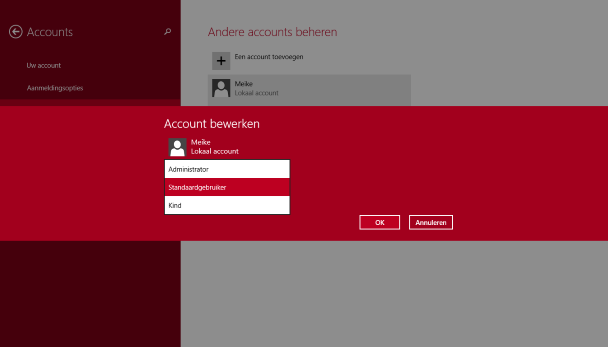 Accounts
Uw account
Aanmeldingsopties
Andere accounts beheren
Een account toevoegen
Meike
Lokaal account
Account bewerken
Meike
Lokaal account
Administrator
Standaardgebruiker
Kind
OK
Annuleren